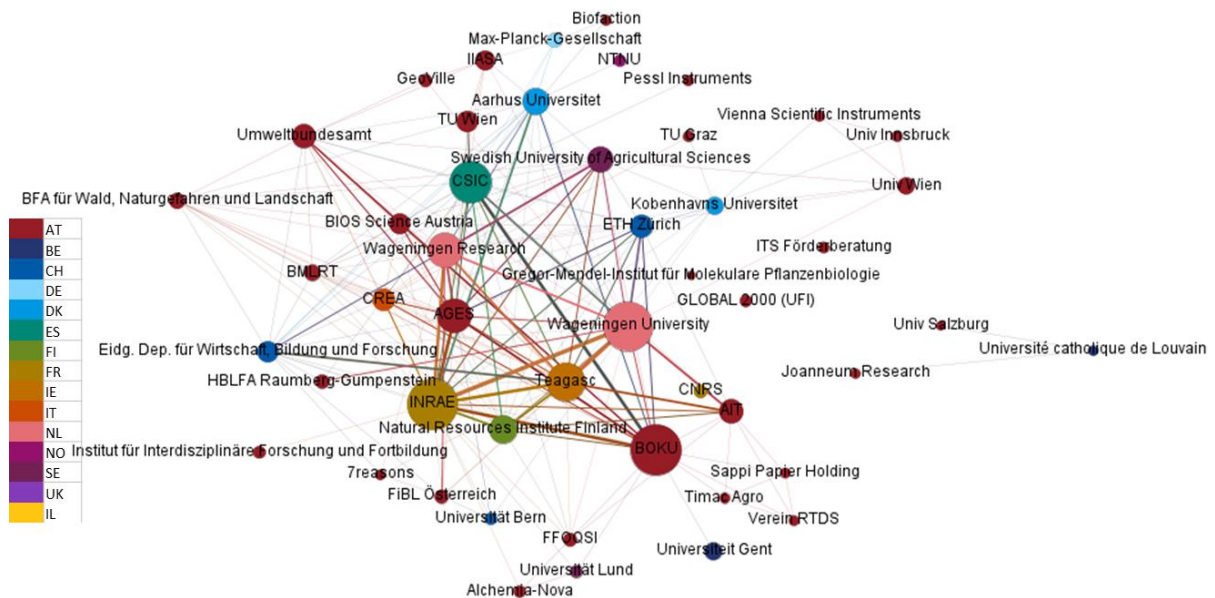 Biofaction
Max-Planck-Gesellschaft
IIASA
NTNU
GeoVille
Pessl Instruments
Aarhus Universitet
Vienna Scientific Instruments
TU Wien
Umweltbundesamt
TU Graz
Univ Innsbruck
Swedish University of Agricultural Sciences
CSIC
Univ Wien
BFA für Wald, Naturgefahren und Landschaft
Kobenhavns Universitet
BIOS Science Austria
ETH Zürich
Wageningen Research
ITS Förderberatung
BMLRT
Gregor-Mendel-Institut für Molekulare Pflanzenbiologie
CREA
GLOBAL 2000 (UFI)
AGES
Wageningen University
Univ Salzburg
Eidg. Dep. für Wirtschaft, Bildung und Forschung
Université catholique de Louvain
HBLFA Raumberg-Gumpenstein
Teagasc
Joanneum Research
CNRS
INRAE
AIT
Natural Resources Institute Finland
BOKU
Institut für Interdisziplinäre Forschung und Fortbildung
7reasons
Sappi Papier Holding
FiBL Österreich
Timac Agro
Universität Bern
Verein RTDS
FFOQSI
Universiteit Gent
Universität Lund
Alchemia-Nova
AT
BE
CH
DE
DK
ES
FI
FR
IE
IT
NL
NO
SE
UK
IL